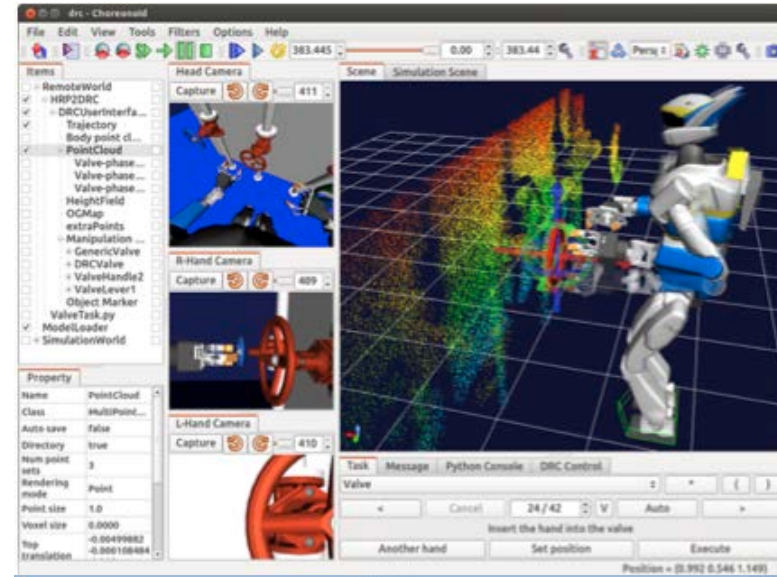 drc - Choreonoid
File Edit View Tools Filters Options Help
383.445 0.00 383.44
Items
RemoteWorld
HRP2DRC
DRCUserInterfa...
Trajectory
Body point cl...
PointCloud
Valve-phase...
Valve-phase...
Valve-phase...
HeightField
OGMap
extraPoints
Manipulation ...
GenericValve
DRCValve
ValveHandle2
ValveLever1
Object Marker
ValveTask.py
ModelLoader
SimulationWorld
Property
Name PointCloud
Class MultiPoint...
Auto save false
Directory true
Num point sets 3
Rendering mode Point
Point size 1.0
Voxel size 0.0000
Top translation -0.00499882 -0.000108484
Head Camera
Capture 411
R-Hand Camera
Capture 409
L-Hand Camera
Capture 410
Scene Simulation Scene
Task Message Python Console DRC Control
Valve * ( )
< Cancel 24 / 42 V Auto >
Insert the hand into the valve
Another hand Set position Execute
Position = (0.992 0.546 1.149)